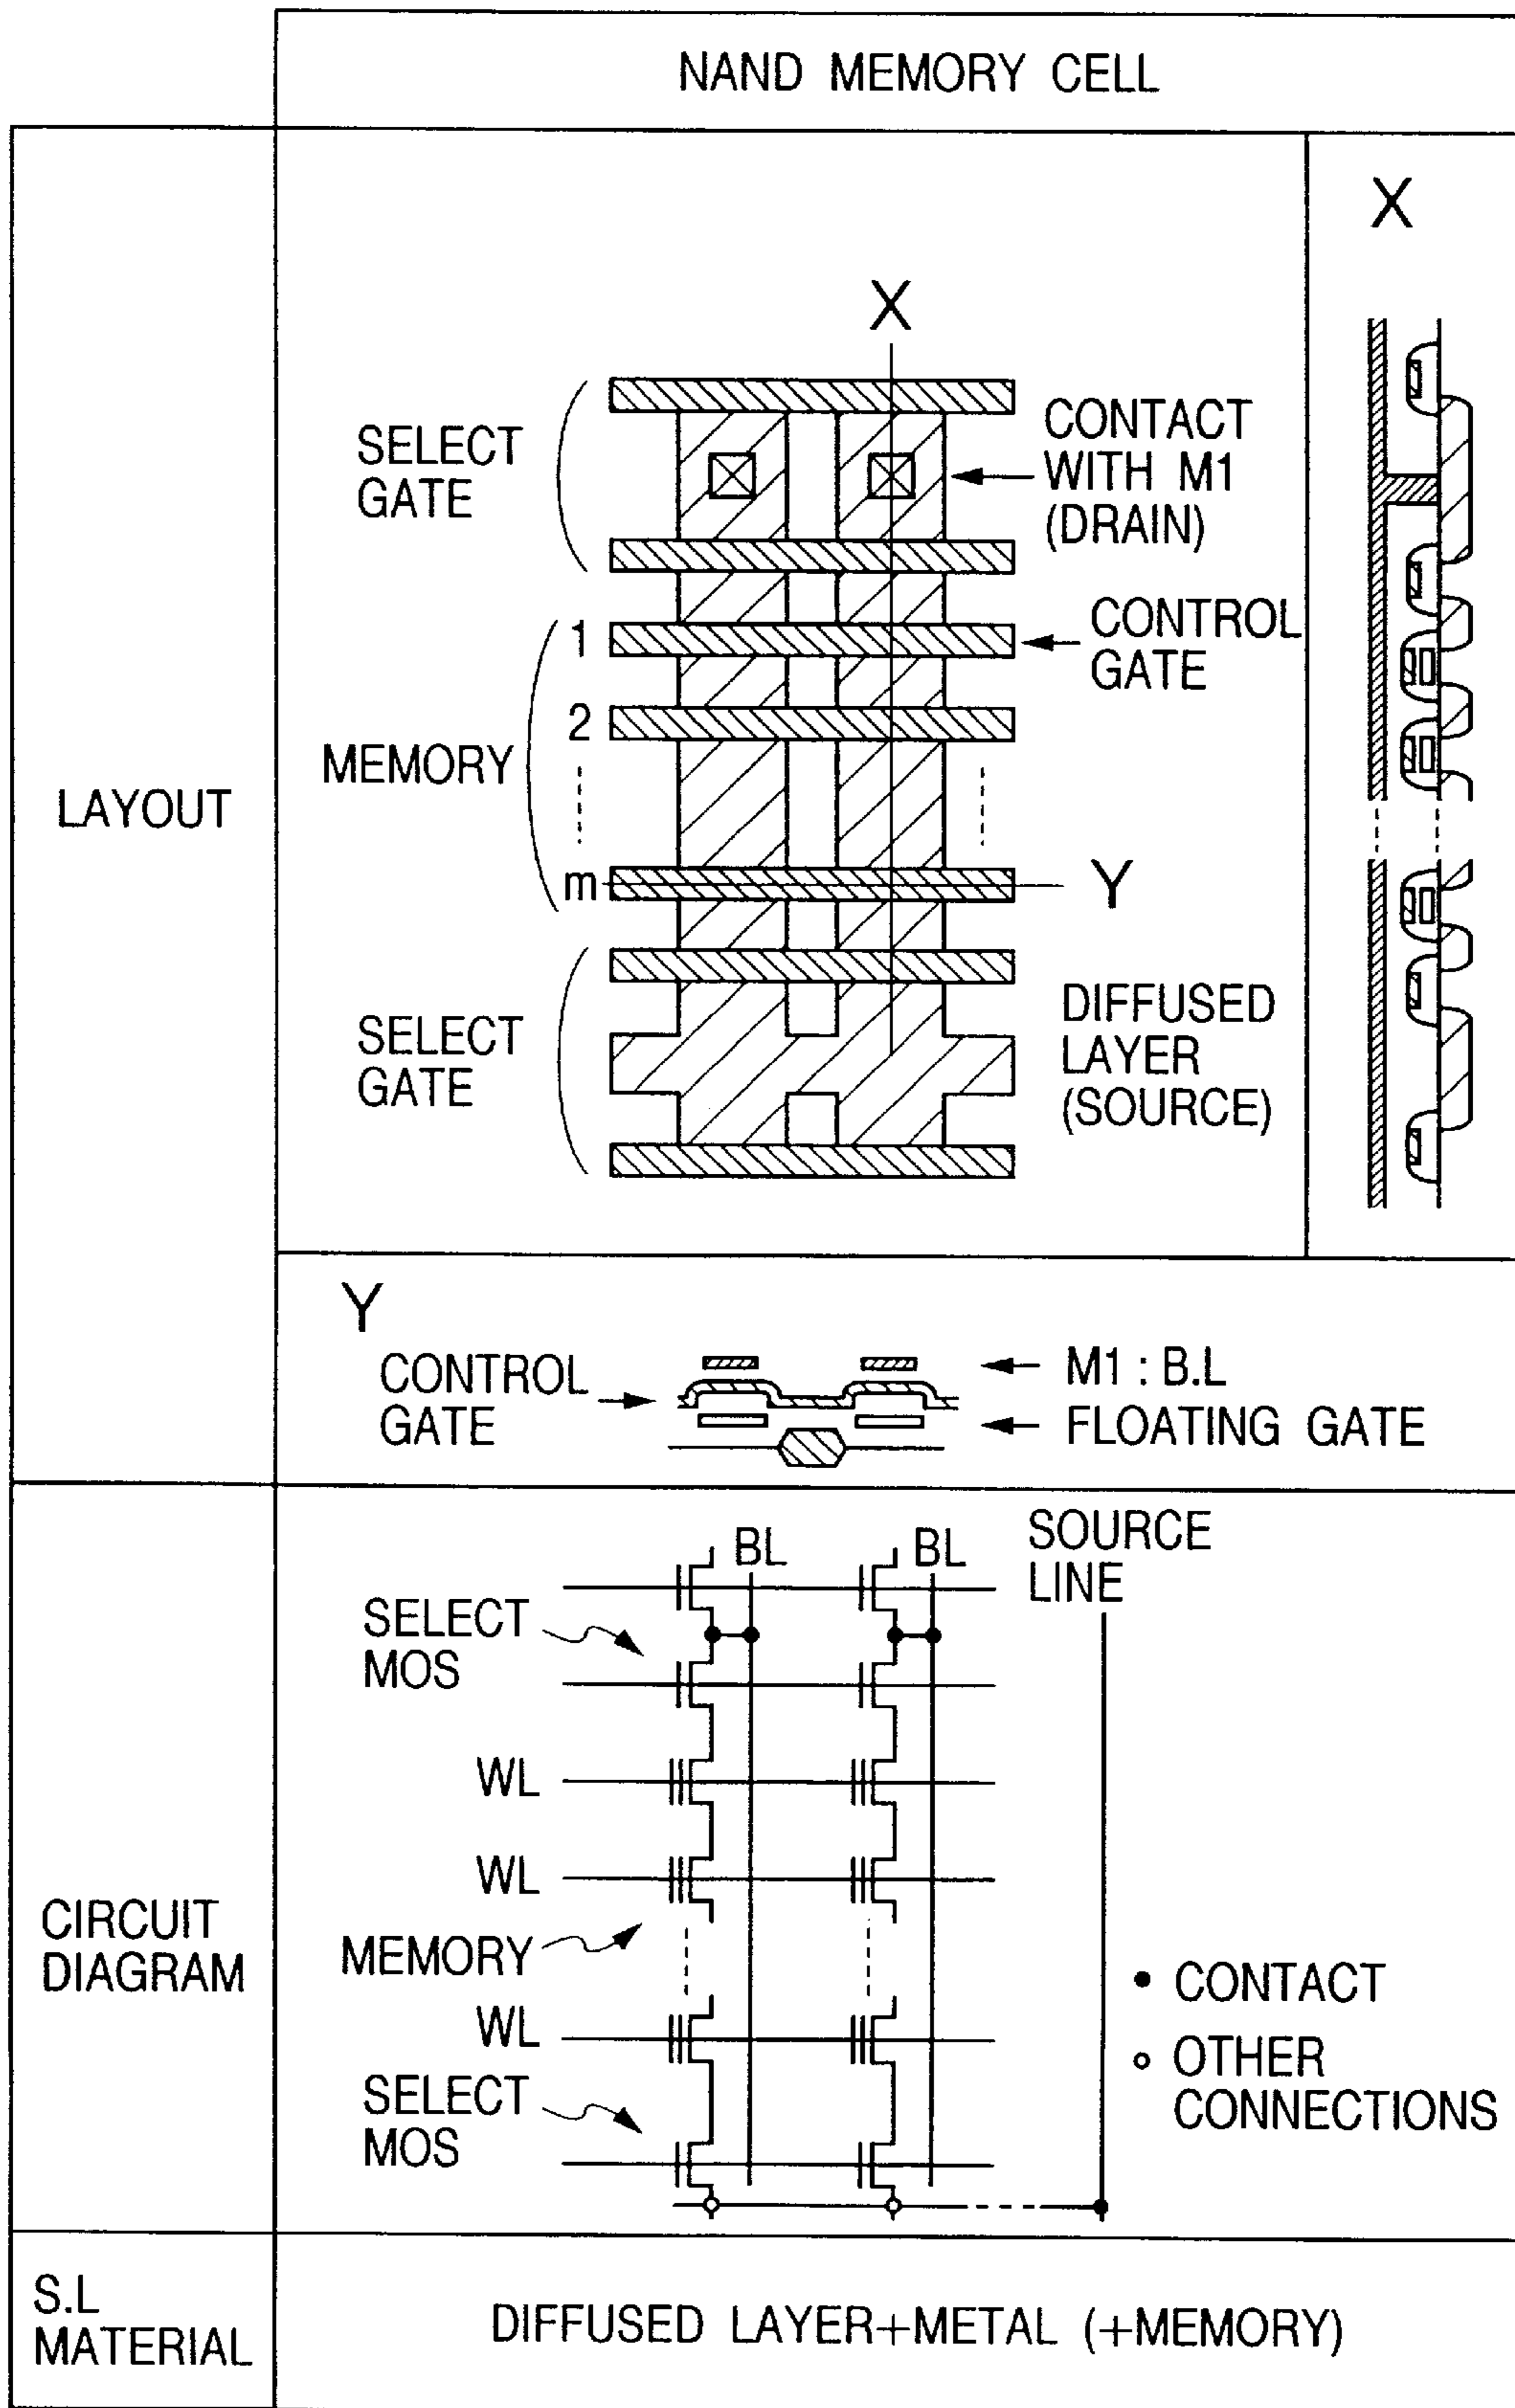 NAND MEMORY CELL
LAYOUT
X
X
SELECT
GATE
CONTACT
WITH M1
(DRAIN)
1
CONTROL
GATE
2
MEMORY
m
Y
SELECT
GATE
DIFFUSED
LAYER
(SOURCE)
Y
CONTROL
GATE
M1 : B.L
FLOATING GATE
CIRCUIT
DIAGRAM
BL
BL
SOURCE
LINE
SELECT
MOS
WL
WL
MEMORY
WL
SELECT
MOS
CONTACT
OTHER
CONNECTIONS
S.L
MATERIAL
DIFFUSED LAYER+METAL (+MEMORY)